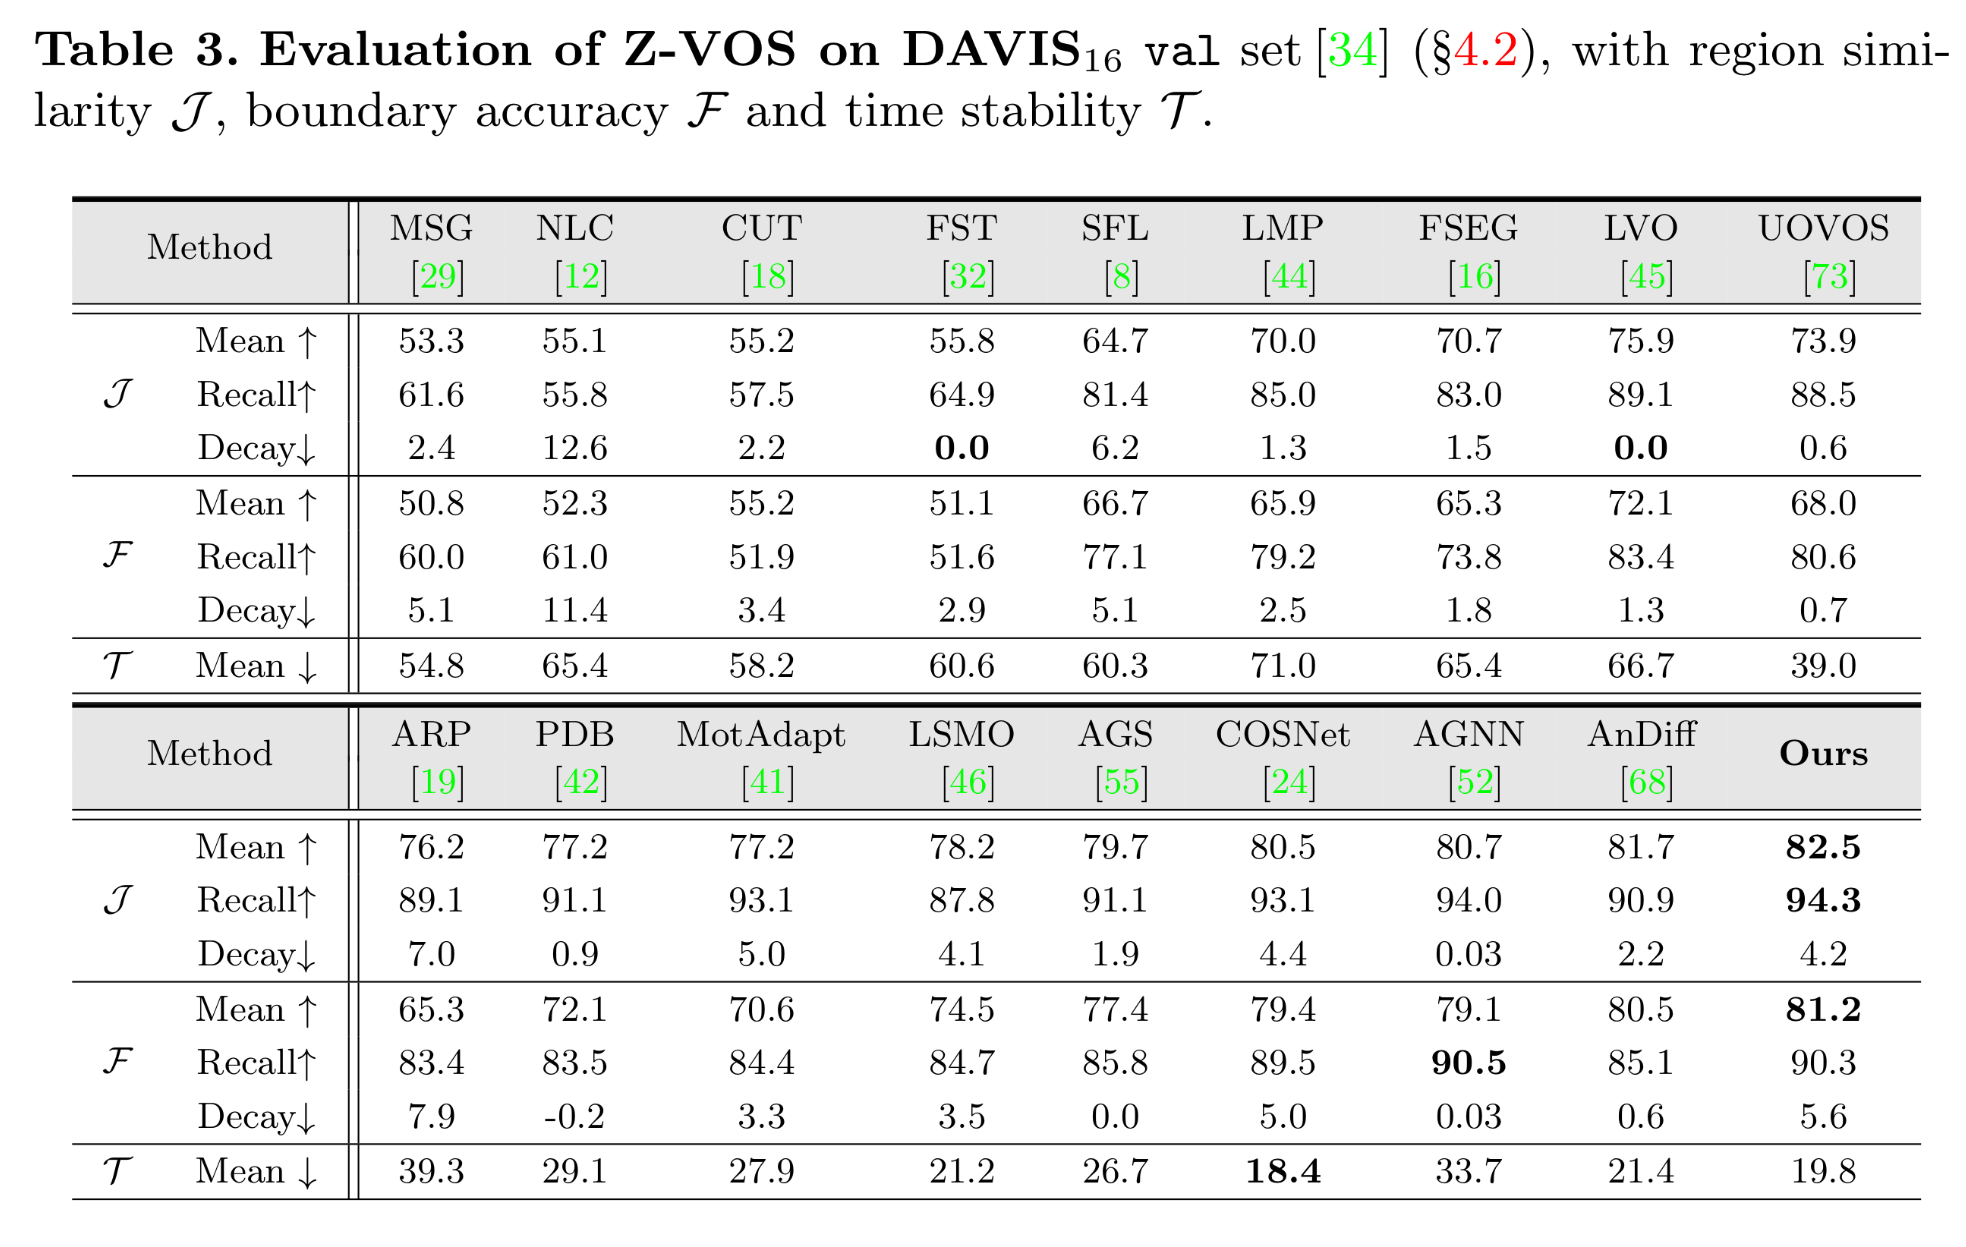 Table 3. Evaluation of Z-VOS on DAVIS16 val set [34] (§4.2), with region simi-
larity J, boundary accuracy F and time stability T.
Method MSG NLC CUT FST SFL LMP FSEG LVO UOVOS
[29] [12] [18] [32] [8] [44] [16] [45] [73]
Mean ↑ 53.3 55.1 55.2 55.8 64.7 70.0 70.7 75.9 73.9
J Recall↑ 61.6 55.8 57.5 64.9 81.4 85.0 83.0 89.1 88.5
Decay↓ 2.4 12.6 2.2 0.0 6.2 1.3 1.5 0.0 0.6
Mean ↑ 50.8 52.3 55.2 51.1 66.7 65.9 65.3 72.1 68.0
F Recall↑ 60.0 61.0 51.9 51.6 77.1 79.2 73.8 83.4 80.6
Decay↓ 5.1 11.4 3.4 2.9 5.1 2.5 1.8 1.3 0.7
T Mean ↓ 54.8 65.4 58.2 60.6 60.3 71.0 65.4 66.7 39.0
Method ARP PDB MotAdapt LSMO AGS COSNet AGNN AnDiff Ours
[19] [42] [41] [46] [55] [24] [52] [68]
Mean ↑ 76.2 77.2 77.2 78.2 79.7 80.5 80.7 81.7 82.5
J Recall↑ 89.1 91.1 93.1 87.8 91.1 93.1 94.0 90.9 94.3
Decay↓ 7.0 0.9 5.0 4.1 1.9 4.4 0.03 2.2 4.2
Mean ↑ 65.3 72.1 70.6 74.5 77.4 79.4 79.1 80.5 81.2
F Recall↑ 83.4 83.5 84.4 84.7 85.8 89.5 90.5 85.1 90.3
Decay↓ 7.9 -0.2 3.3 3.5 0.0 5.0 0.03 0.6 5.6
T Mean ↓ 39.3 29.1 27.9 21.2 26.7 18.4 33.7 21.4 19.8